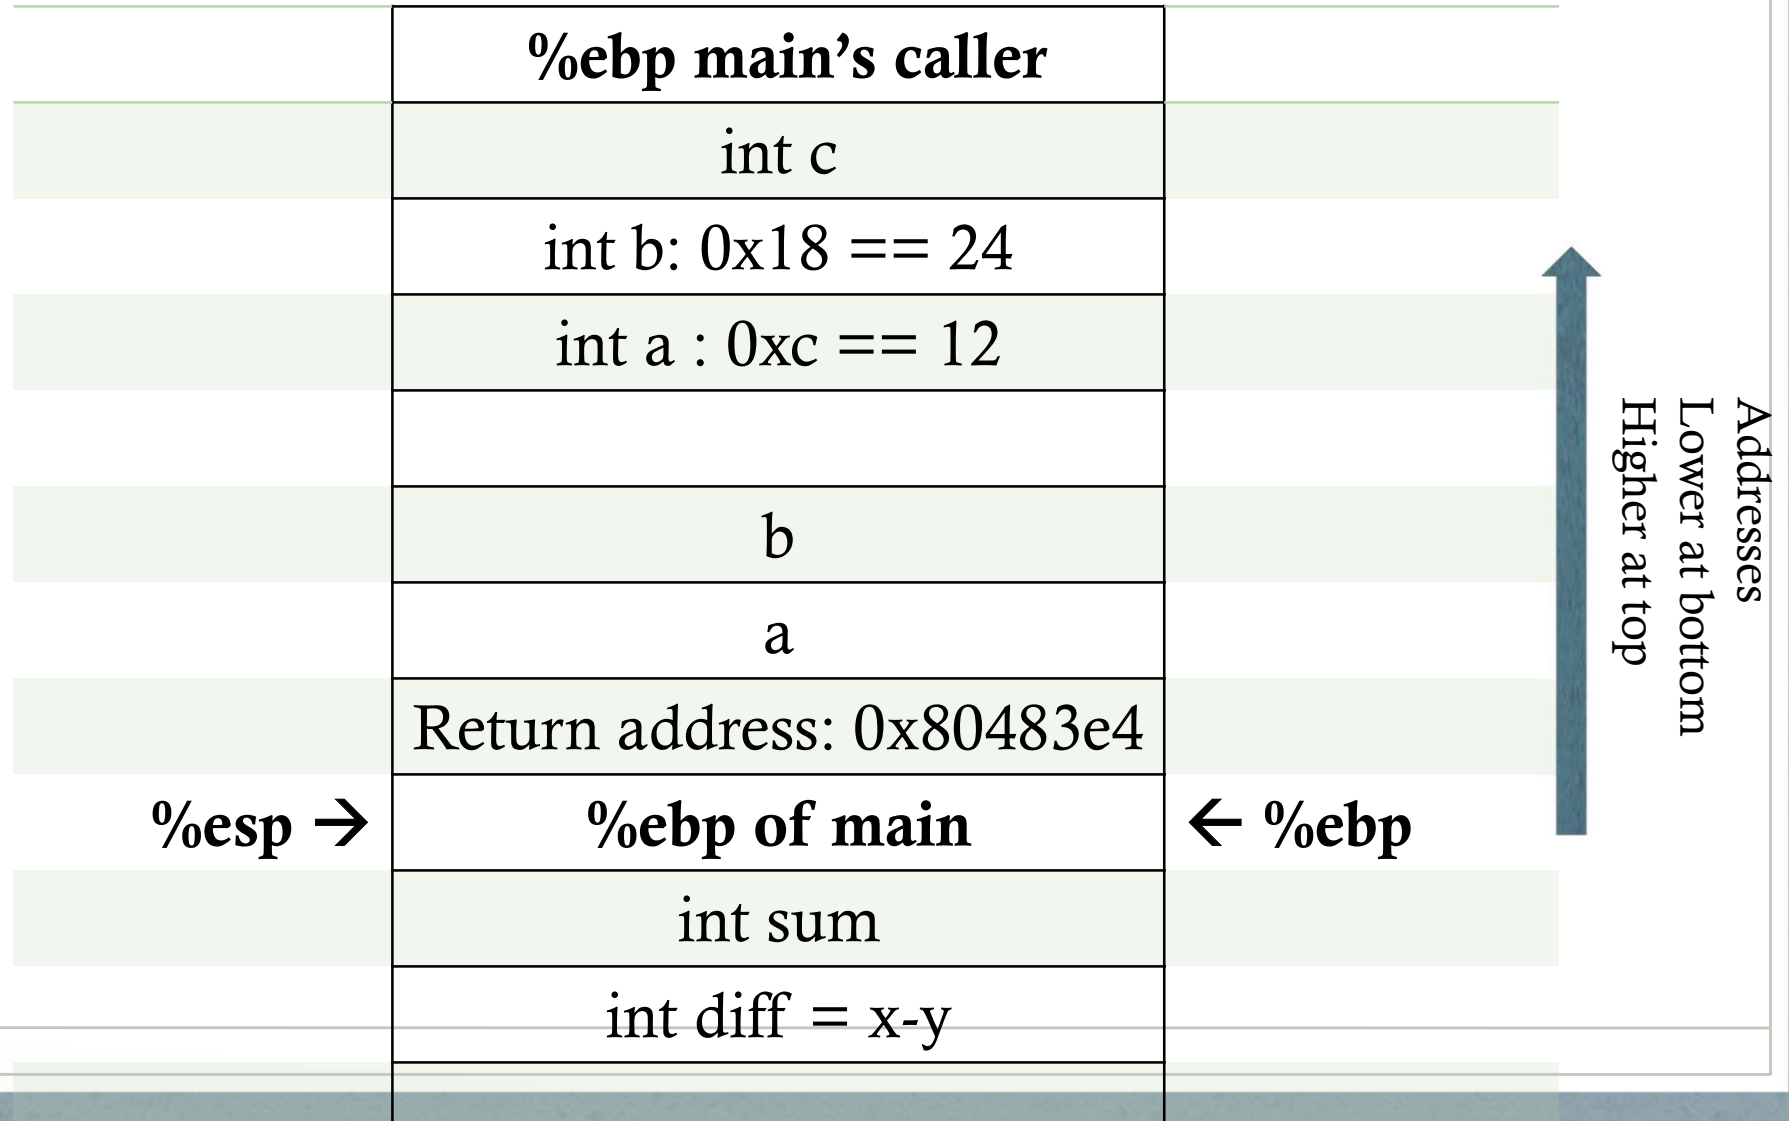 %ebp main’s caller
int c
int b: 0x18 == 24
int a : 0xc == 12
b
a
Return address: 0x80483e4
%esp → %ebp of main ← %ebp
int sum
int diff = x-y
Addresses
Lower at bottom
Higher at top